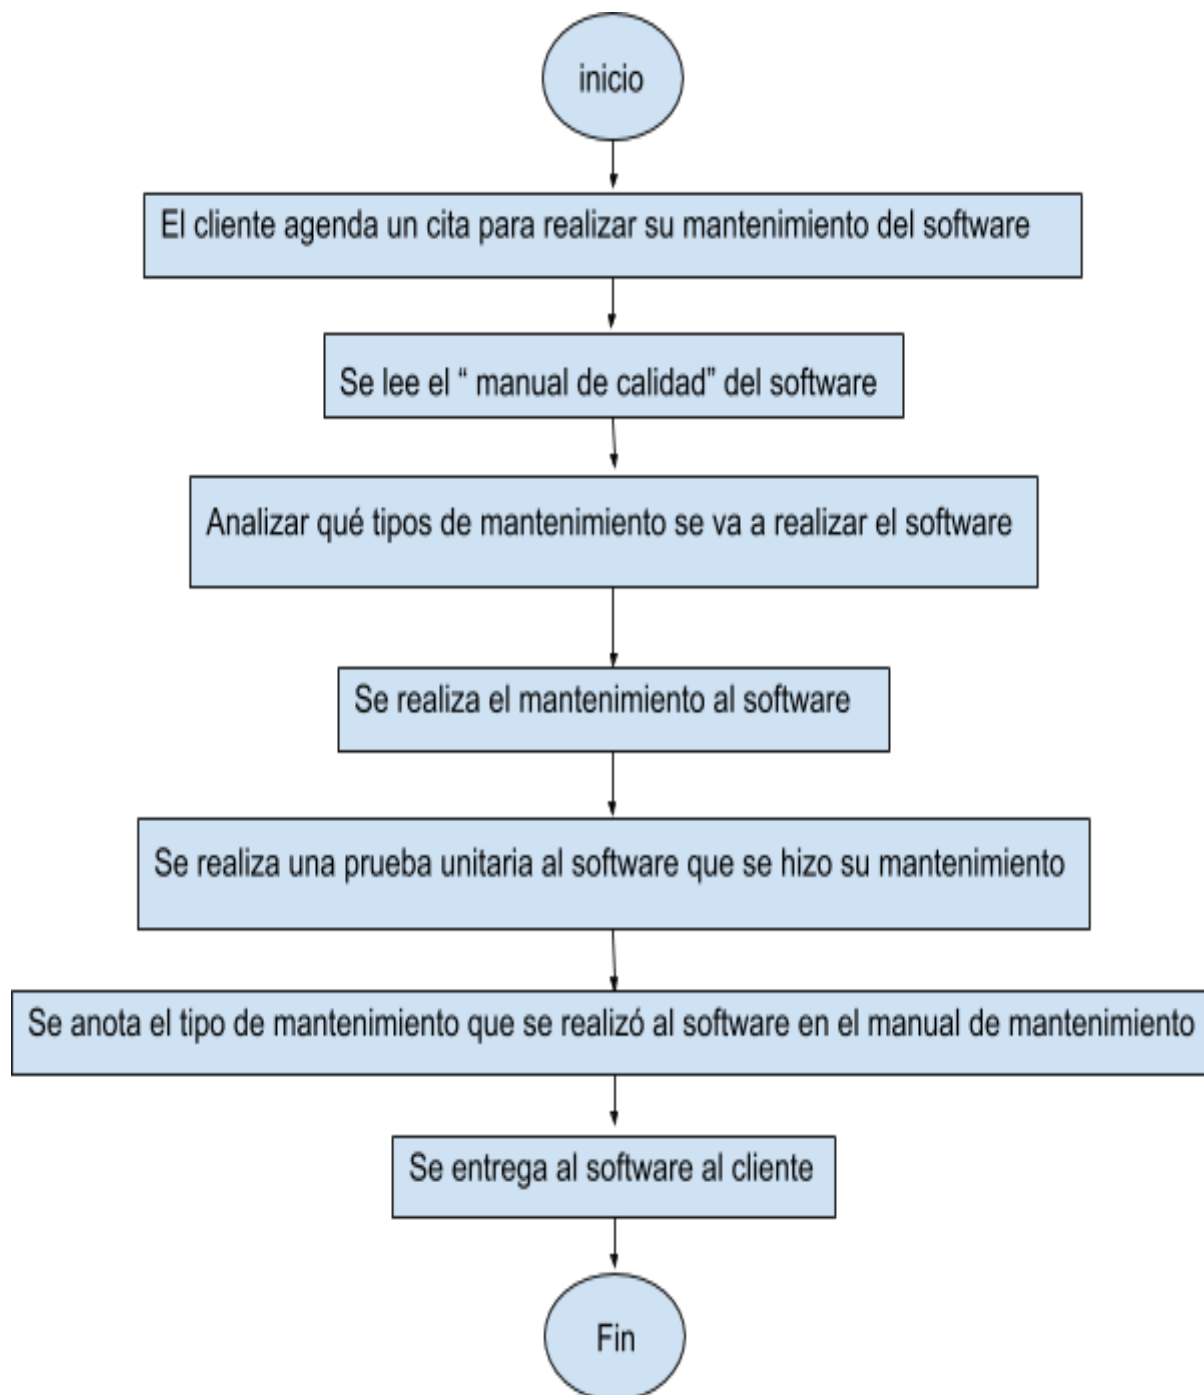 inicio
El cliente agenda un cita para realizar su mantenimiento del software
Se lee el “ manual de calidad” del software
Analizar qué tipos de mantenimiento se va a realizar el software
Se realiza el mantenimiento al software
Se realiza una prueba unitaria al software que se hizo su mantenimiento
Se anota el tipo de mantenimiento que se realizó al software en el manual de mantenimiento
Se entrega al software al cliente
Fin